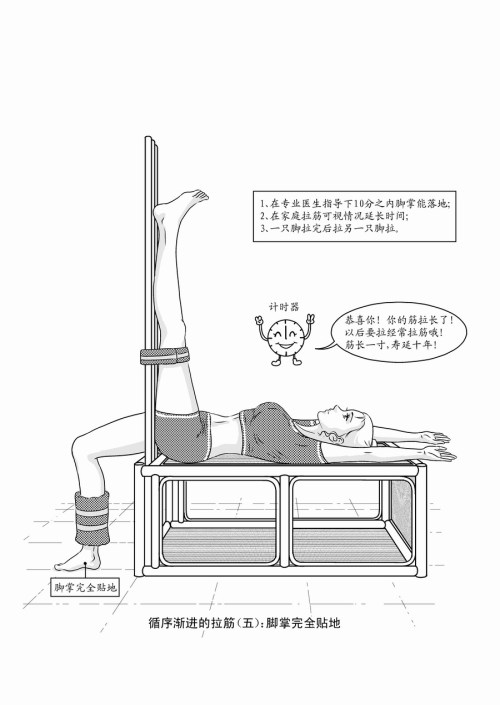 1、在专业医生指导下10分之内脚掌能落地;
2、在家庭拉筋可视情况延长时间;
3、一只脚拉完后拉另一只脚拉。
计时器
恭喜你！你的筋拉长了！
以后要拉经常拉筋哦！
筋长一寸,寿延十年！
脚掌完全贴地
循序渐进的拉筋(五):脚掌完全贴地